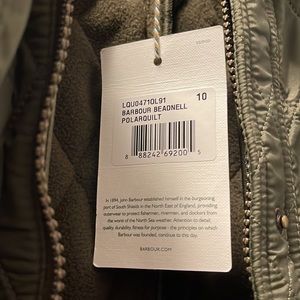 LQU0471OL91 10
BARBOUR BEADNELL
POLARQUILT
8 88242 69200 5
In 1894, John Barbour established himself in the burgeoning
port of South Shields in the North East of England, providing
outerwear to protect fishermen, rivermen, and dockers from
the worst of the North Sea weather. Attention to detail,
quality, durability, fitness for purpose - the principles on which
Barbour was founded, continue to this day.
BARBOUR.COM